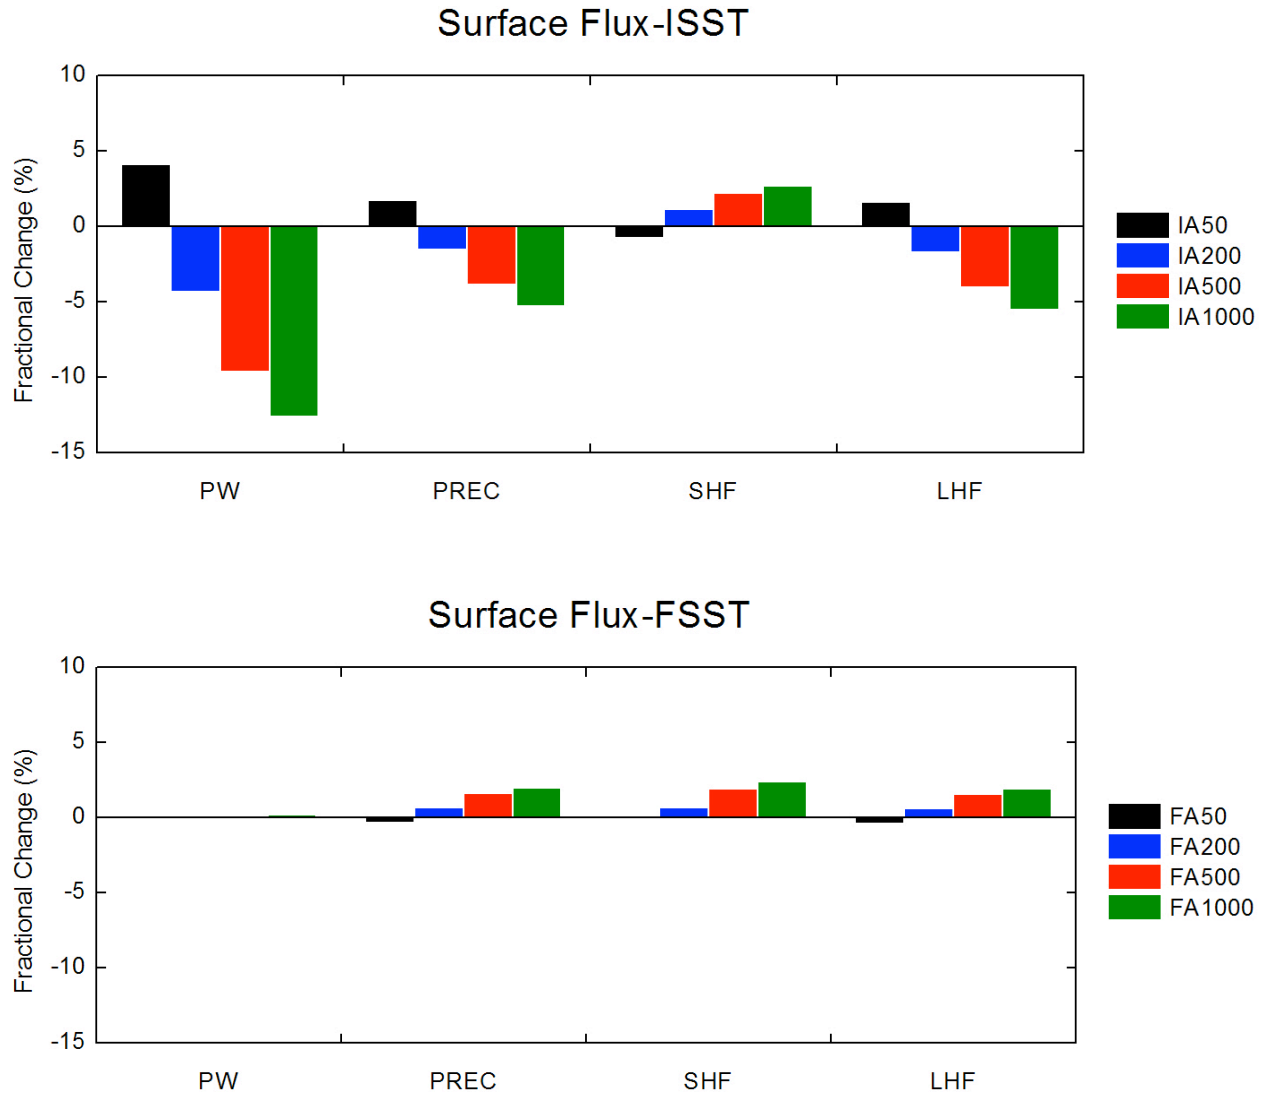 Surface Flux-ISST
Fractional Change (%)
10
5
0
-5
-10
-15
PW PREC SHF LHF
IA50
IA200
IA500
IA1000
Surface Flux-FSST
Fractional Change (%)
10
5
0
-5
-10
-15
PW PREC SHF LHF
FA50
FA200
FA500
FA1000